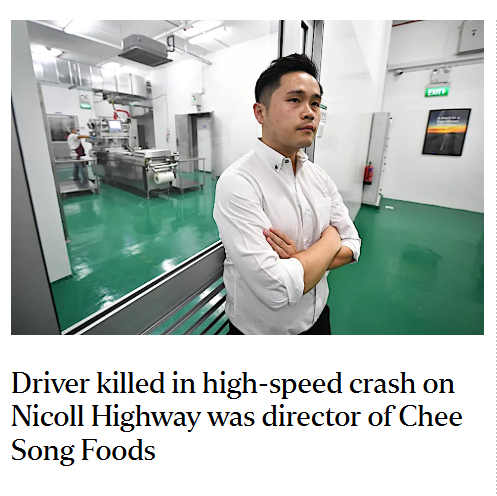 EXIT
Driver killed in high-speed crash on
Nicoll Highway was director of Chee
Song Foods